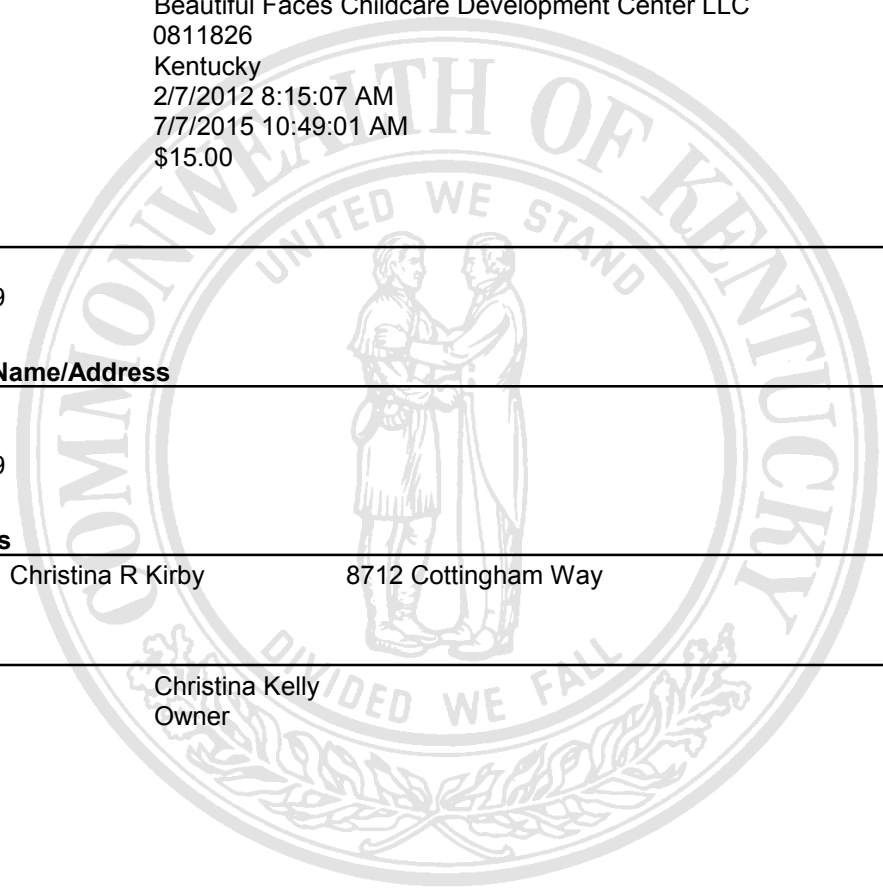 Beautiful Faces Childcare Development Center LLC
0811826
Kentucky
2/7/2012 8:15:07 AM
7/7/2015 10:49:01 AM
$15.00
9
Name/Address
9
s
Christina R Kirby 8712 Cottingham Way
Christina Kelly
Owner
COMMONWEALTH OF KENTUCKY
UNITED WE STAND
DIVIDED WE FALL